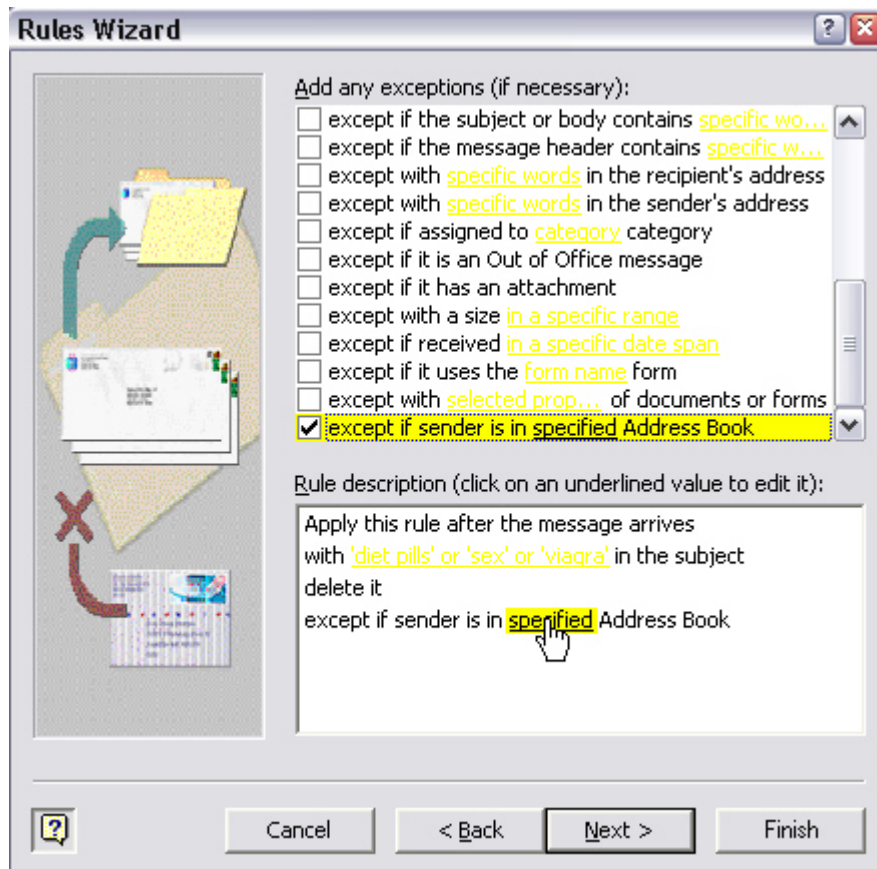 Rules Wizard
Add any exceptions (if necessary):
except if the subject or body contains specific wo...
except if the message header contains specific w...
except with specific words in the recipient's address
except with specific words in the sender's address
except if assigned to category category
except if it is an Out of Office message
except if it has an attachment
except with a size in a specific range
except if received in a specific date span
except if it uses the form name form
except with selected prop... of documents or forms
except if sender is in specified Address Book
Rule description (click on an underlined value to edit it):
Apply this rule after the message arrives
with 'diet pills' or 'sex' or 'viagra' in the subject
delete it
except if sender is in specified Address Book
Cancel
< Back
Next >
Finish